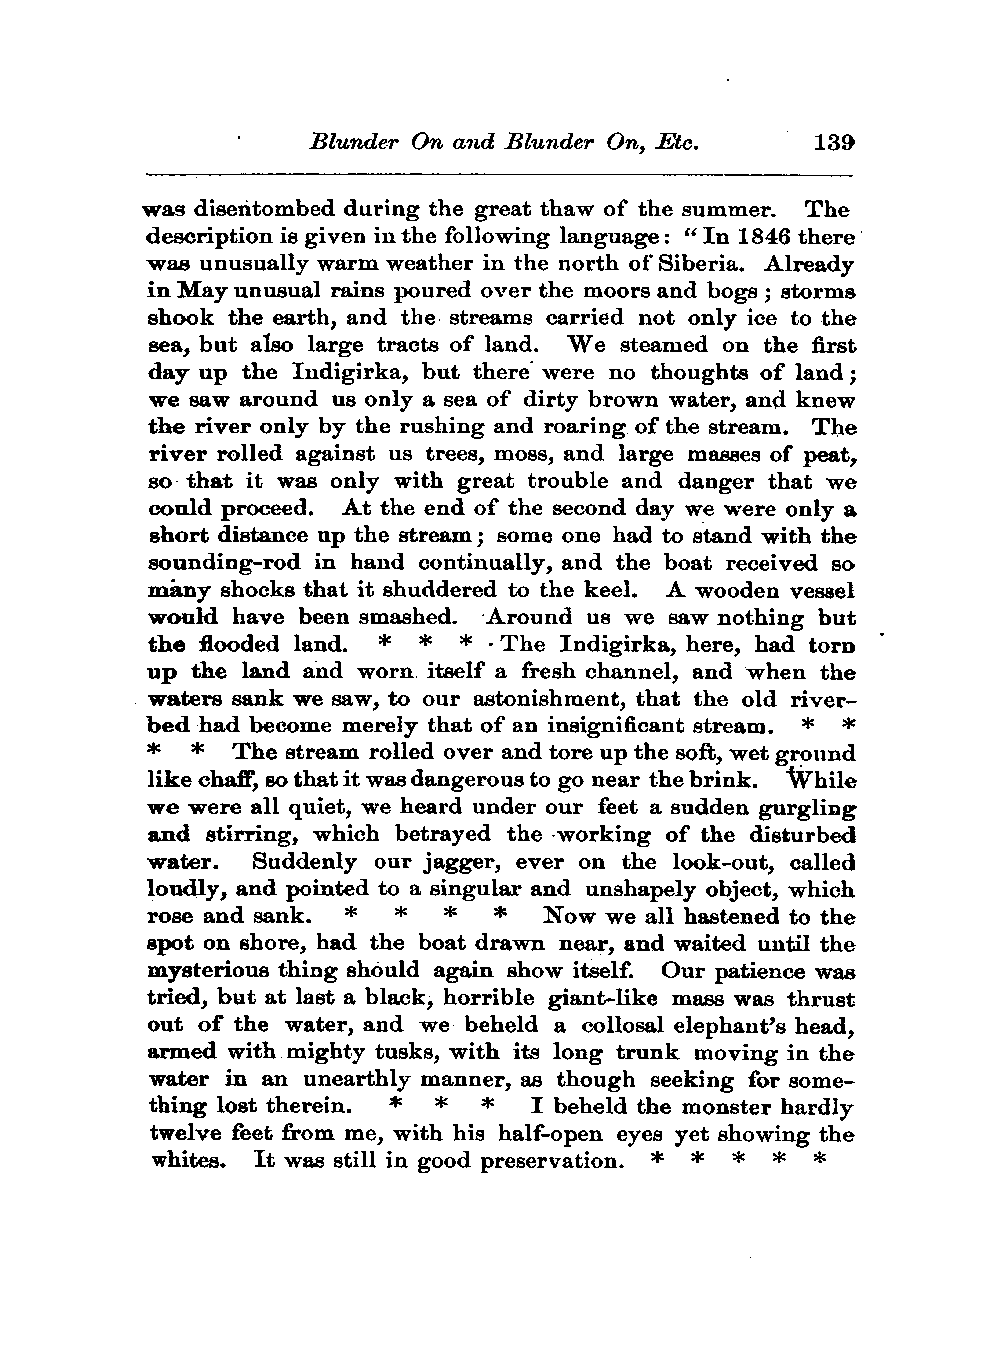 Blunder On and Blunder On, Etc. 139
was disentombed during the great thaw of the summer. The
description is given in the following language: "In 1846 there
was unusually warm weather in the north of Siberia. Already
in May unusual rains poured over the moors and bogs; storms
shook the earth, and the streams carried not only ice to the
sea, but also large tracts of land. We steamed on the first
day up the Indigirka, but there were no thoughts of land;
we saw around us only a sea of dirty brown water, and knew
the river only by the rushing and roaring of the stream. The
river rolled against us trees, moss, and large masses of peat,
so that it was only with great trouble and danger that we
could proceed. At the end of the second day we were only a
short distance up the stream; some one had to stand with the
sounding-rod in hand continually, and the boat received so
many shocks that it shuddered to the keel. A wooden vessel
would have been smashed. Around us we saw nothing but
the flooded land. * * * The Indigirka, here, had torn
up the land and worn itself a fresh channel, and when the
waters sank we saw, to our astonishment, that the old river-
bed had become merely that of an insignificant stream. * *
* * The stream rolled over and tore up the soft, wet ground
like chaff, so that it was dangerous to go near the brink. While
we were all quiet, we heard under our feet a sudden gurgling
and stirring, which betrayed the working of the disturbed
water. Suddenly our jagger, ever on the look-out, called
loudly, and pointed to a singular and unshapely object, which
rose and sank. * * * * Now we all hastened to the
spot on shore, had the boat drawn near, and waited until the
mysterious thing should again show itself. Our patience was
tried, but at last a black, horrible giant-like mass was thrust
out of the water, and we beheld a collosal elephant's head,
armed with mighty tusks, with its long trunk moving in the
water in an unearthly manner, as though seeking for some-
thing lost therein. * * * I beheld the monster hardly
twelve feet from me, with his half-open eyes yet showing the
whites. It was still in good preservation. * * * * *